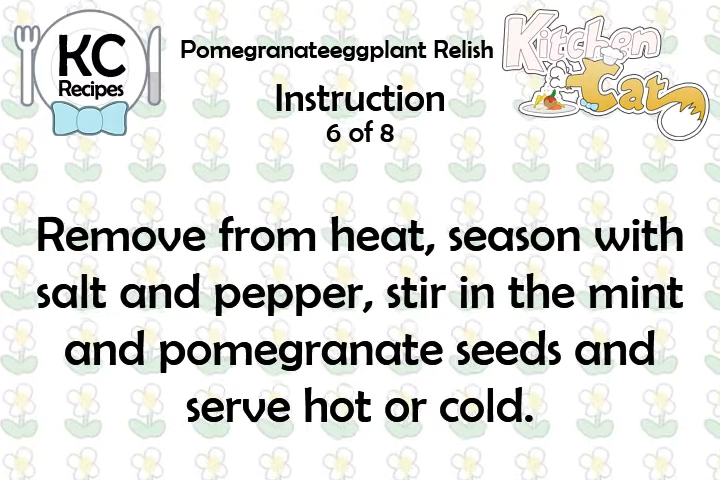 KC
Recipes
Pomegranateeggplant Relish
Kitchen
Cat
Instruction
6 of 8
Remove from heat, season with
salt and pepper, stir in the mint
and pomegranate seeds and
serve hot or cold.